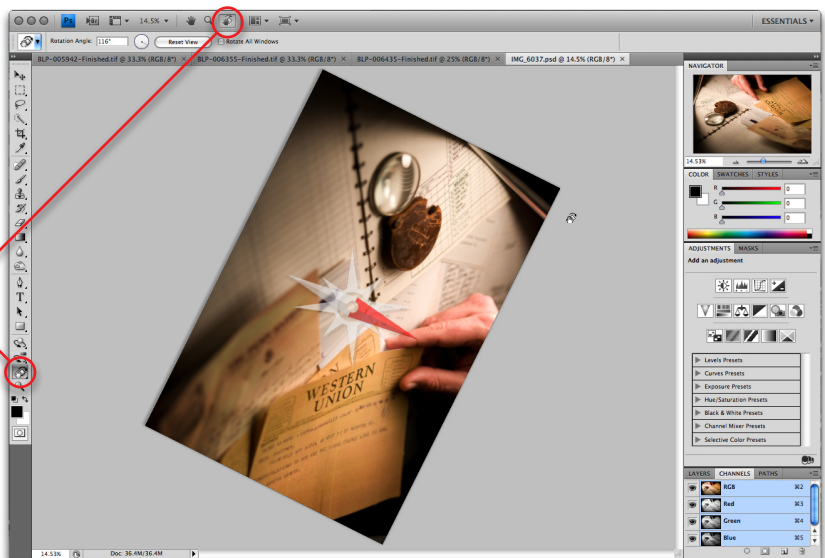 Ps Br 14.5% ESSENTIALS
Rotation Angle: 116° Reset View Rotate All Windows
BLP-005942-Finished.tif @ 33.3% (RGB/8*) × BLP-006355-Finished.tif @ 33.3% (RGB/8*) × BLP-006435-Finished.tif @ 25% (RGB/8*) × IMG_6037.psd @ 14.5% (RGB/8*) ×
NAVIGATOR
14.53%
COLOR SWATCHES STYLES
R 0
G 0
B 0
ADJUSTMENTS MASKS
Add an adjustment
Levels Presets
Curves Presets
Exposure Presets
Hue/Saturation Presets
Black & White Presets
Channel Mixer Presets
Selective Color Presets
LAYERS CHANNELS PATHS
RGB ⌘2
Red ⌘3
Green ⌘4
Blue ⌘5
WESTERN
UNION
14.53% Doc: 36.4M/36.4M